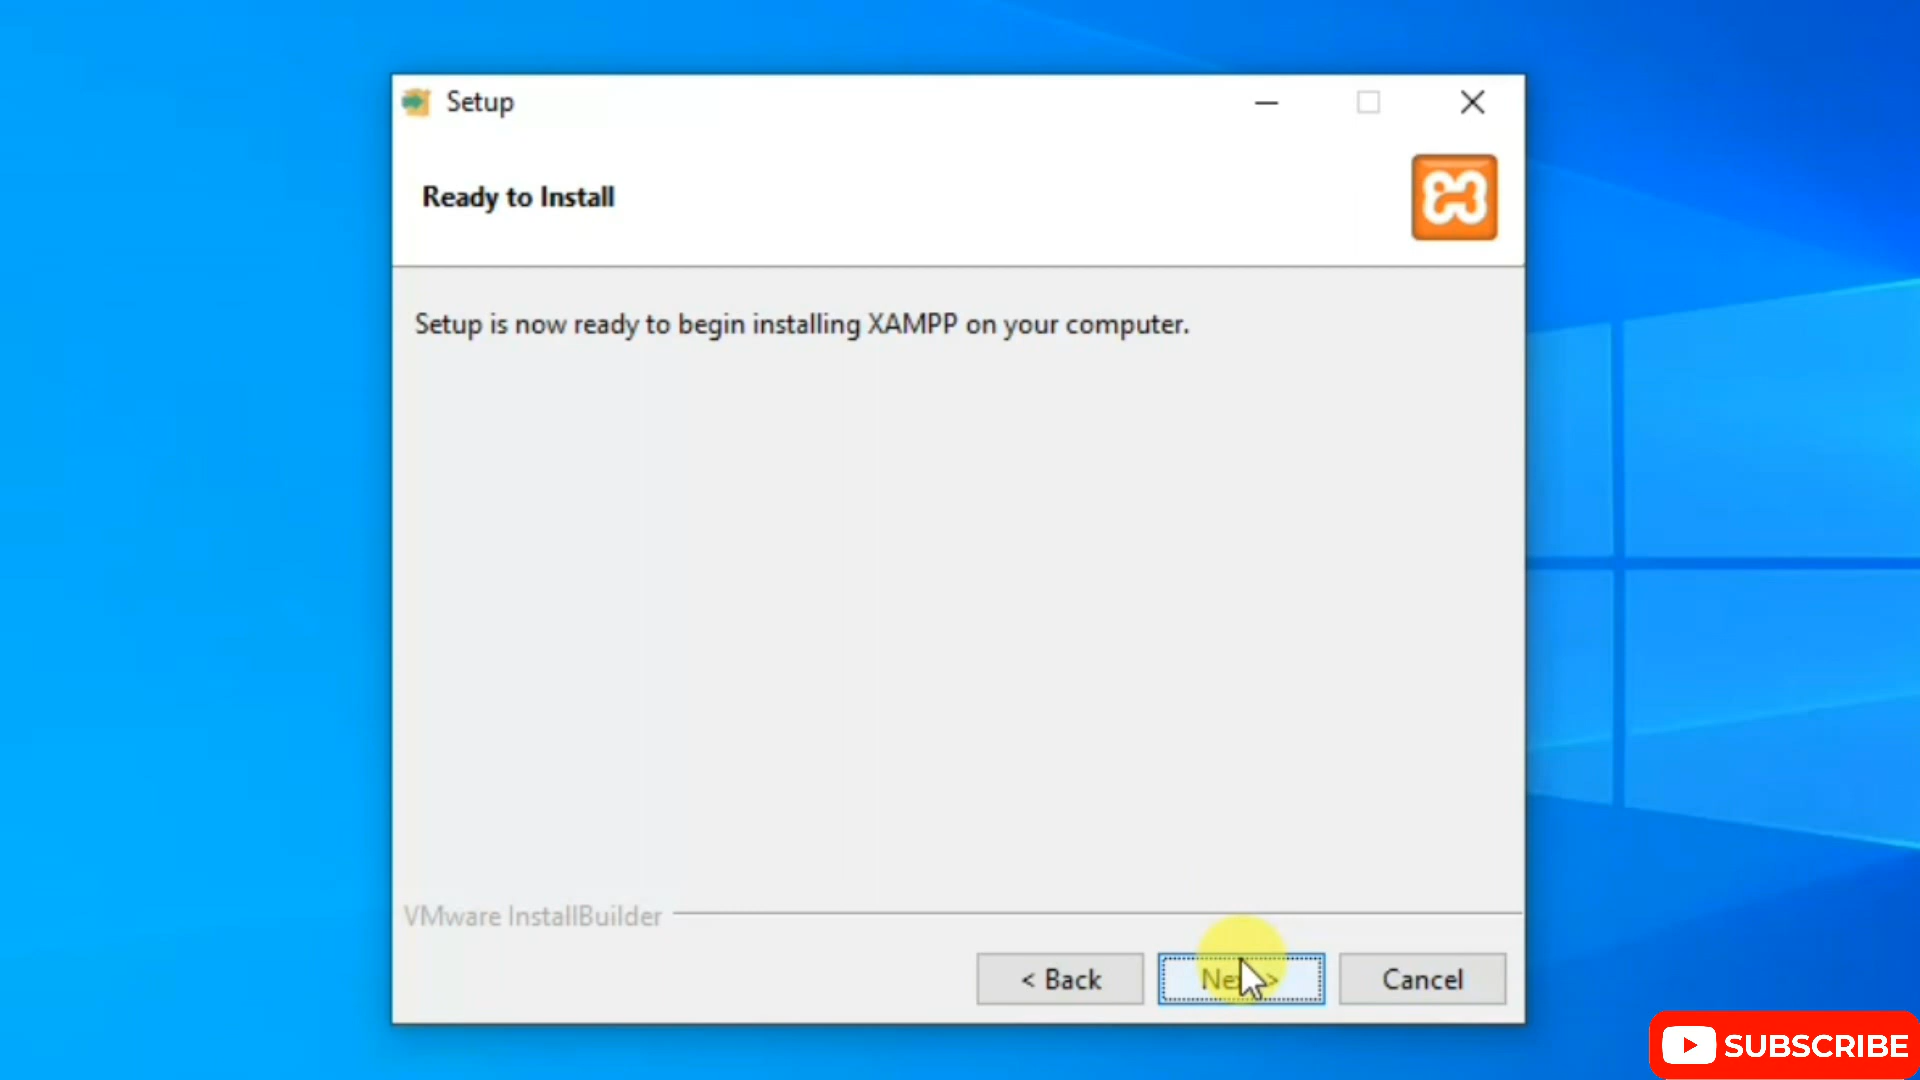 Setup
Ready to Install
Setup is now ready to begin installing XAMPP on your computer.
VMware InstallBuilder
< Back
Next >
Cancel
SUBSCRIBE